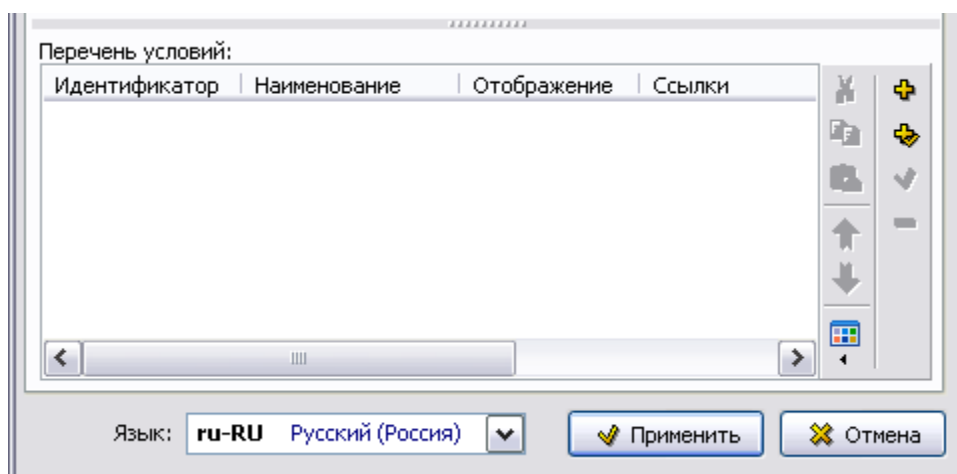 Перечень условий:
Идентификатор Наименование Отображение Ссылки
Язык: ru-RU Русский (Россия) Применить Отмена